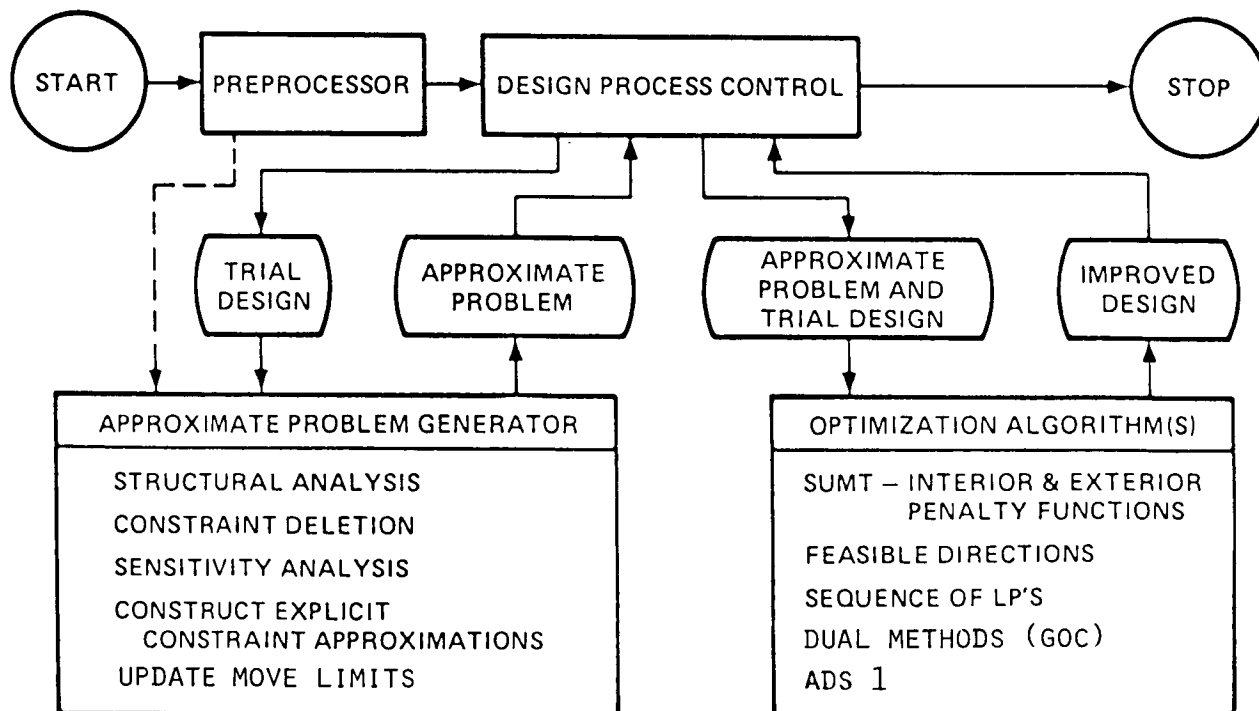 START
PREPROCESSOR
DESIGN PROCESS CONTROL
STOP
TRIAL
DESIGN
APPROXIMATE
PROBLEM
APPROXIMATE
PROBLEM AND
TRIAL DESIGN
IMPROVED
DESIGN
APPROXIMATE PROBLEM GENERATOR
STRUCTURAL ANALYSIS
CONSTRAINT DELETION
SENSITIVITY ANALYSIS
CONSTRUCT EXPLICIT
CONSTRAINT APPROXIMATIONS
UPDATE MOVE LIMITS
OPTIMIZATION ALGORITHM(S)
SUMT – INTERIOR & EXTERIOR
PENALTY FUNCTIONS
FEASIBLE DIRECTIONS
SEQUENCE OF LP'S
DUAL METHODS (GOC)
ADS 1